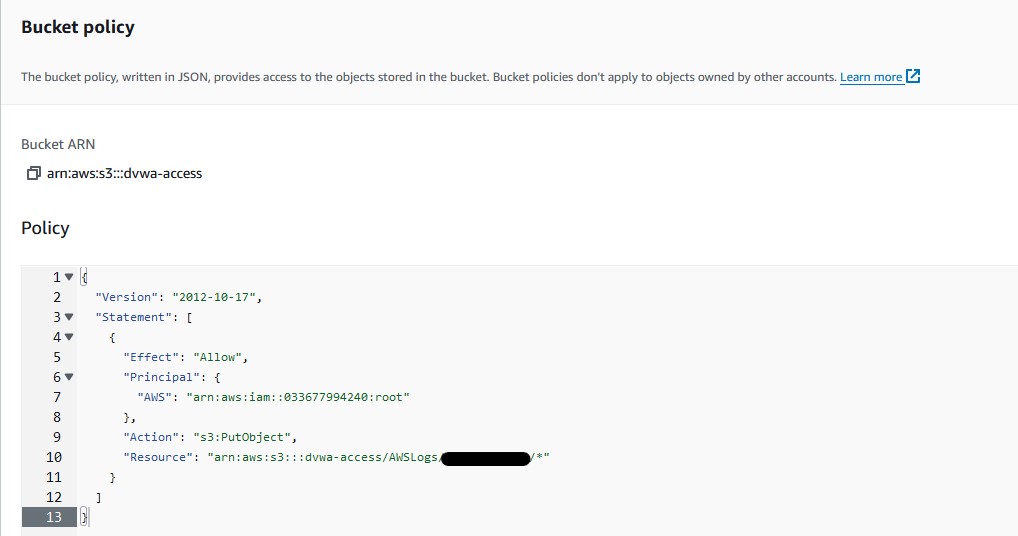 Bucket policy
The bucket policy, written in JSON, provides access to the objects stored in the bucket. Bucket policies don't apply to objects owned by other accounts. Learn more
Bucket ARN
arn:aws:s3:::dvwa-access
Policy
1 {
2 "Version": "2012-10-17",
3 "Statement": [
4 {
5 "Effect": "Allow",
6 "Principal": {
7 "AWS": "arn:aws:iam::033677994240:root"
8 },
9 "Action": "s3:PutObject",
10 "Resource": "arn:aws:s3:::dvwa-access/AWSLogs/ /*"
11 }
12 ]
13 }